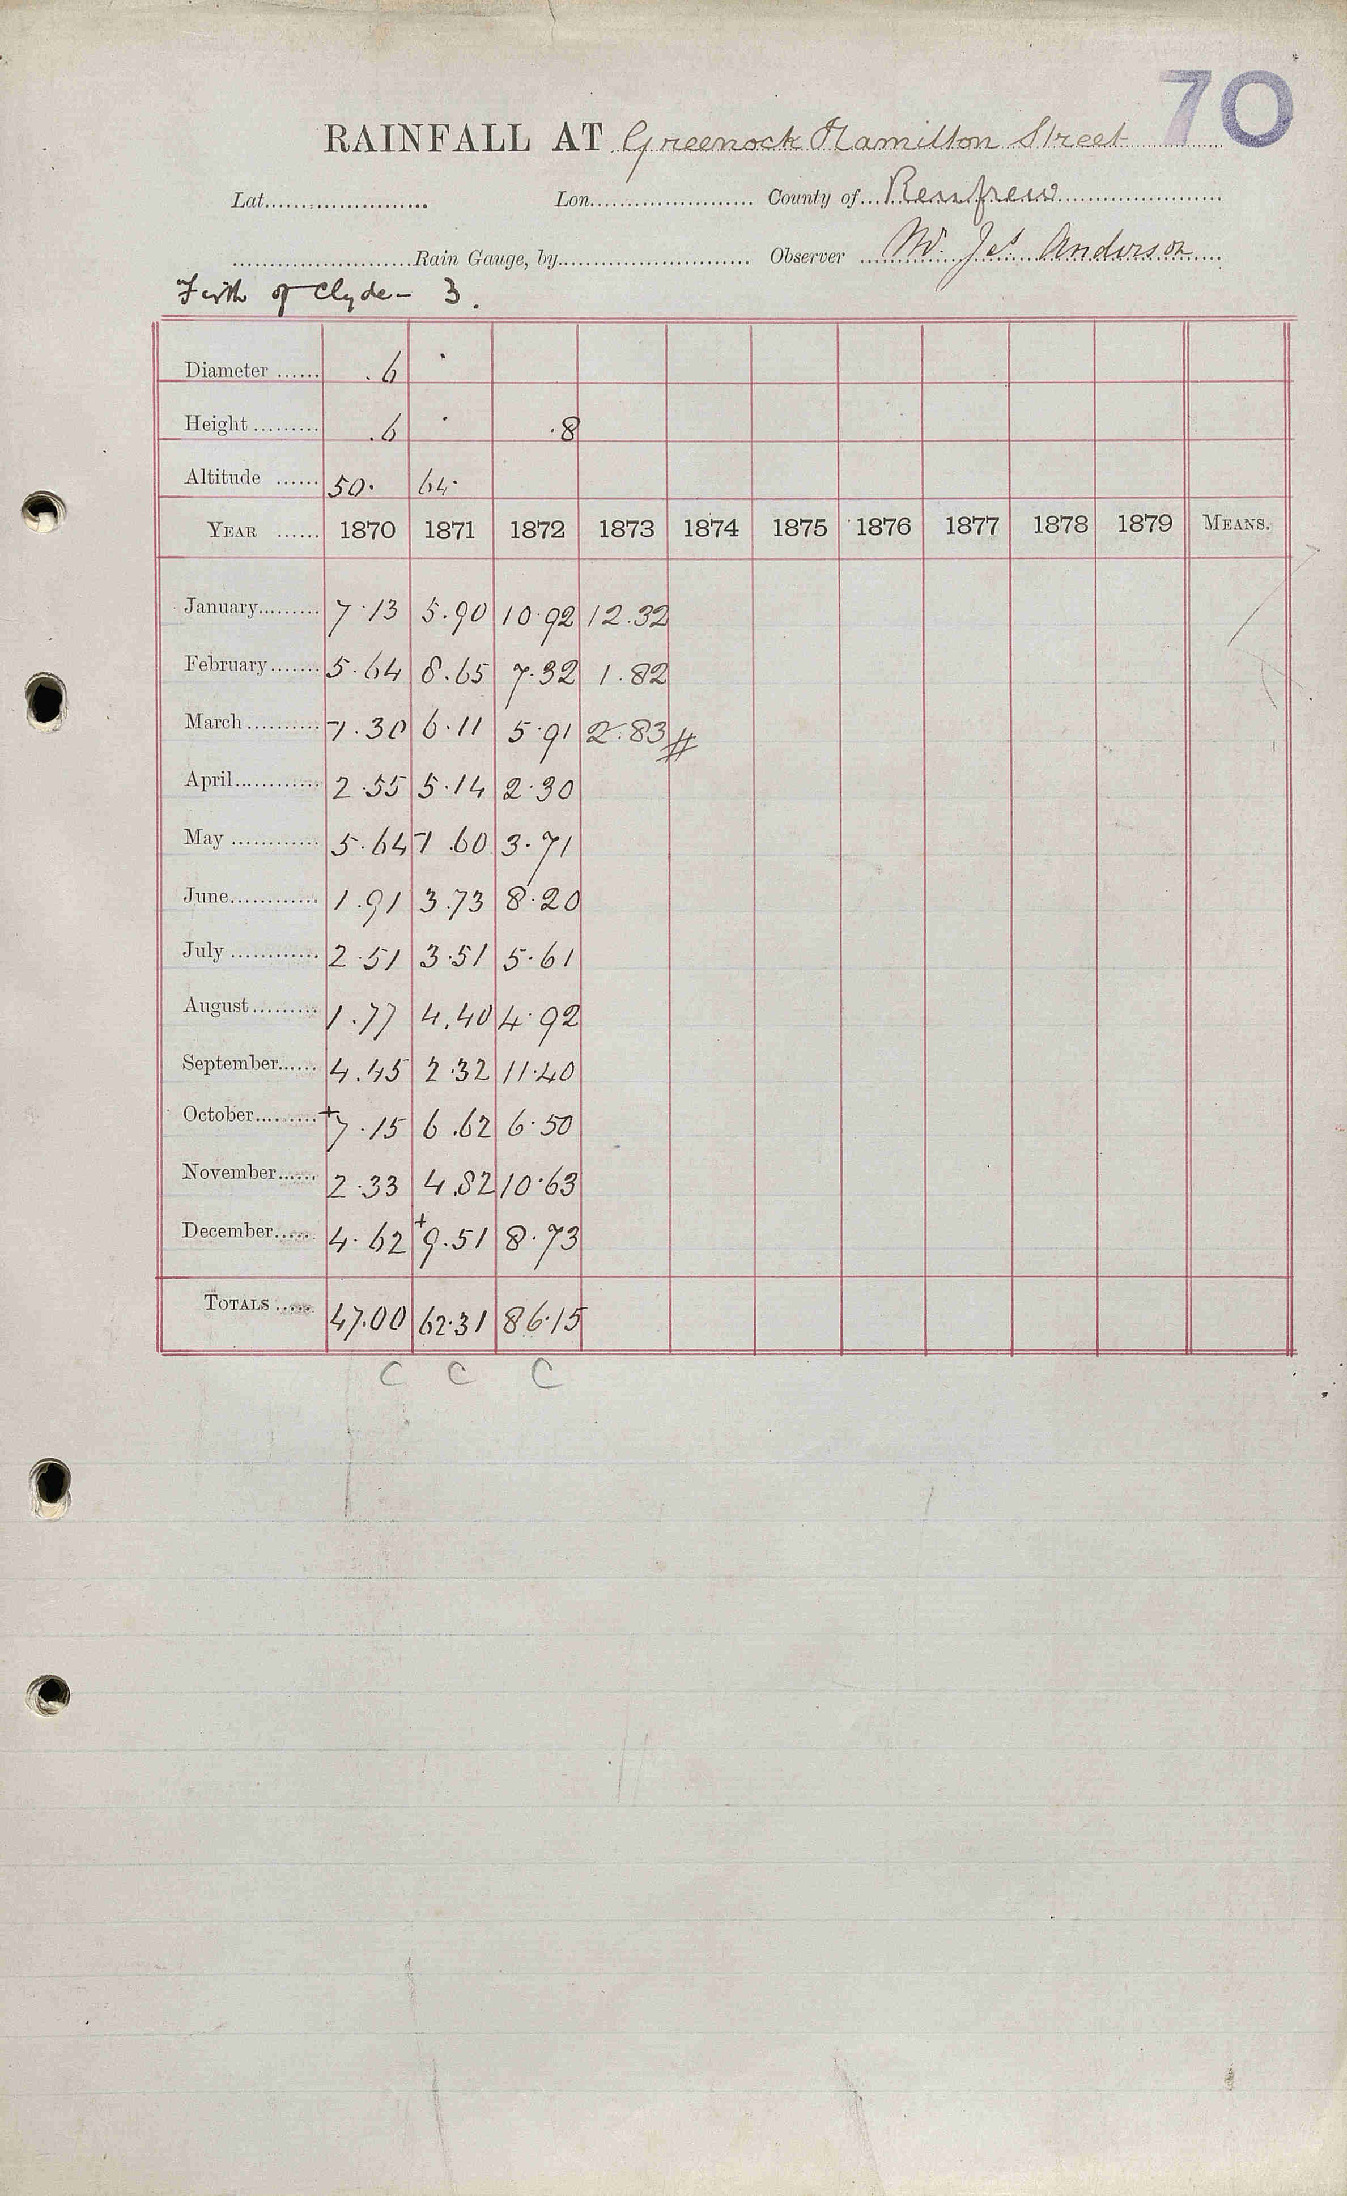 70
RAINFALL AT Greenock Hamilton Street
Lat. Lon. County of Renfrew
Rain Gauge, by Observer Mr. Jas Anderson
Firth of Clyde - 3.
Diameter .6 .
Height .6 . .8
Altitude 50. 64.
YEAR 1870 1871 1872 1873 1874 1875 1876 1877 1878 1879 MEANS.
January 7.13 5.90 10.92 12.32
February 5.64 8.65 7.32 1.82
March 1.30 6.11 5.91 2.83 #
April 2.55 5.14 2.30
May 5.64 1.60 3.71
June 1.91 3.73 8.20
July 2.51 3.51 5.61
August 1.77 4.40 4.92
September 4.45 2.32 11.40
October +7.15 6.62 6.50
November 2.33 4.82 10.63
December 4.62 +9.51 8.73
TOTALS 47.00 62.31 86.15
C C C